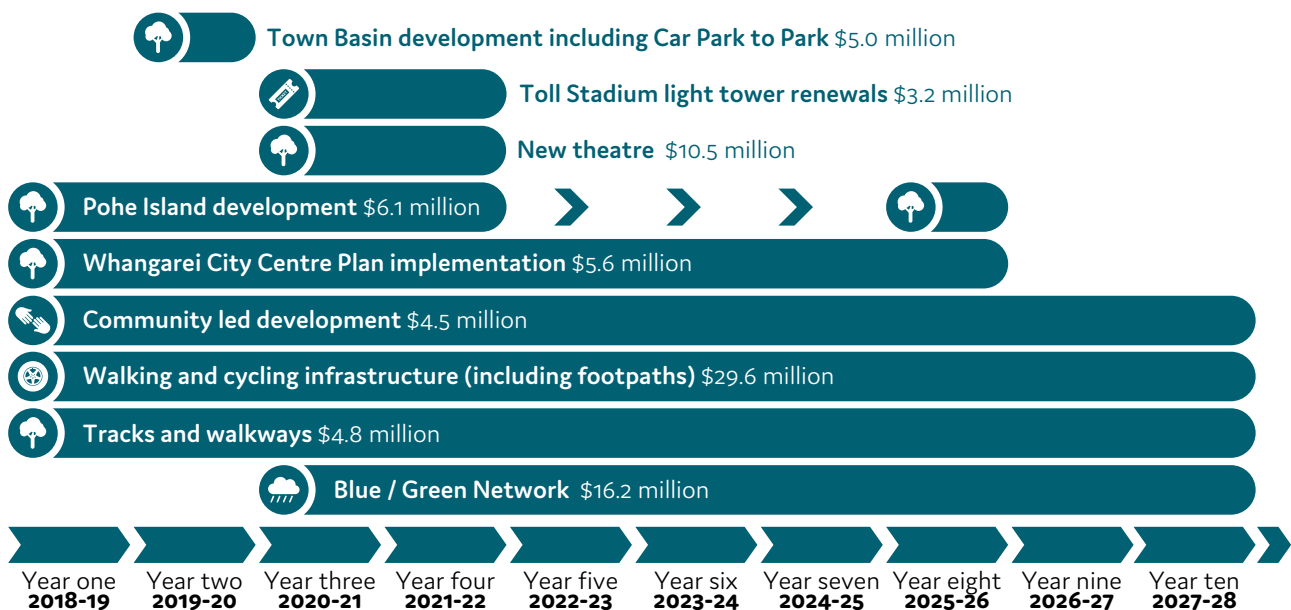 Town Basin development including Car Park to Park $5.0 million
Toll Stadium light tower renewals $3.2 million
New theatre $10.5 million
Pohe Island development $6.1 million
Whangarei City Centre Plan implementation $5.6 million
Community led development $4.5 million
Walking and cycling infrastructure (including footpaths) $29.6 million
Tracks and walkways $4.8 million
Blue / Green Network $16.2 million
Year one Year two Year three Year four Year five Year six Year seven Year eight Year nine Year ten
2018-19 2019-20 2020-21 2021-22 2022-23 2023-24 2024-25 2025-26 2026-27 2027-28